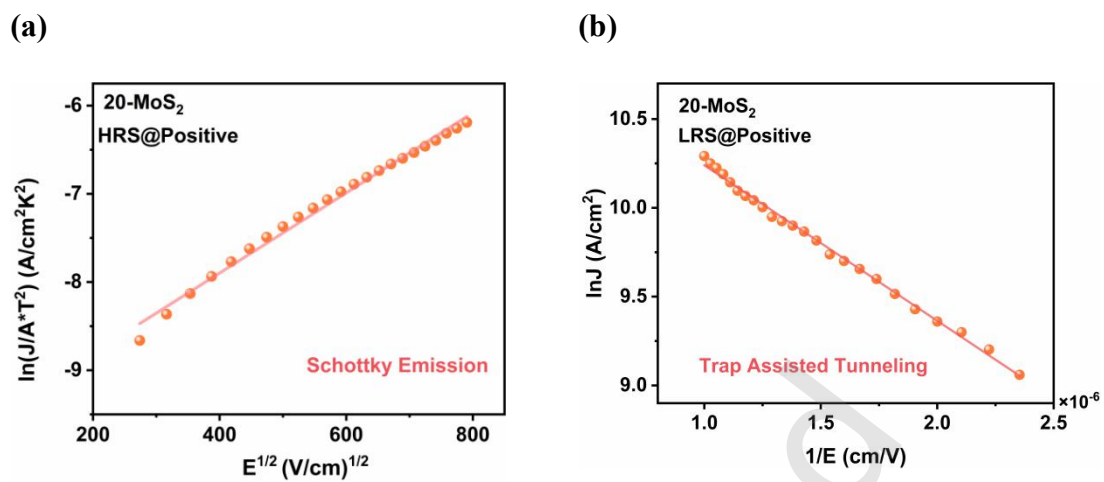 (a)
(b)
20-MoS₂
HRS@Positive
-6
-7
-8
-9
ln(J/A*T²) (A/cm²K²)
Schottky Emission
200
400
600
800
E¹/² (V/cm)¹/²
20-MoS₂
LRS@Positive
10.5
10.0
9.5
9.0
lnJ (A/cm²)
Trap Assisted Tunneling
×10⁻⁶
1.0
1.5
2.0
2.5
1/E (cm/V)